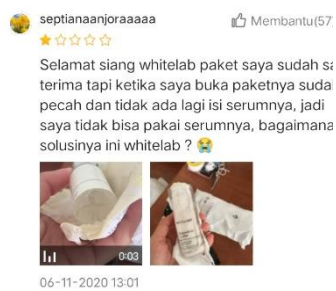 septianaanjoraaaaa
Membantu(57
Selamat siang whitelab paket saya sudah sa
terima tapi ketika saya buka paketnya suda
pecah dan tidak ada lagi isi serumnya, jadi
saya tidak bisa pakai serumnya, bagaimana
solusinya ini whitelab ? 😭
0:03
06-11-2020 13:01